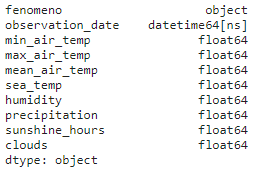 fenomeno object
observation_date datetime64[ns]
min_air_temp float64
max_air_temp float64
mean_air_temp float64
sea_temp float64
humidity float64
precipitation float64
sunshine_hours float64
clouds float64
dtype: object